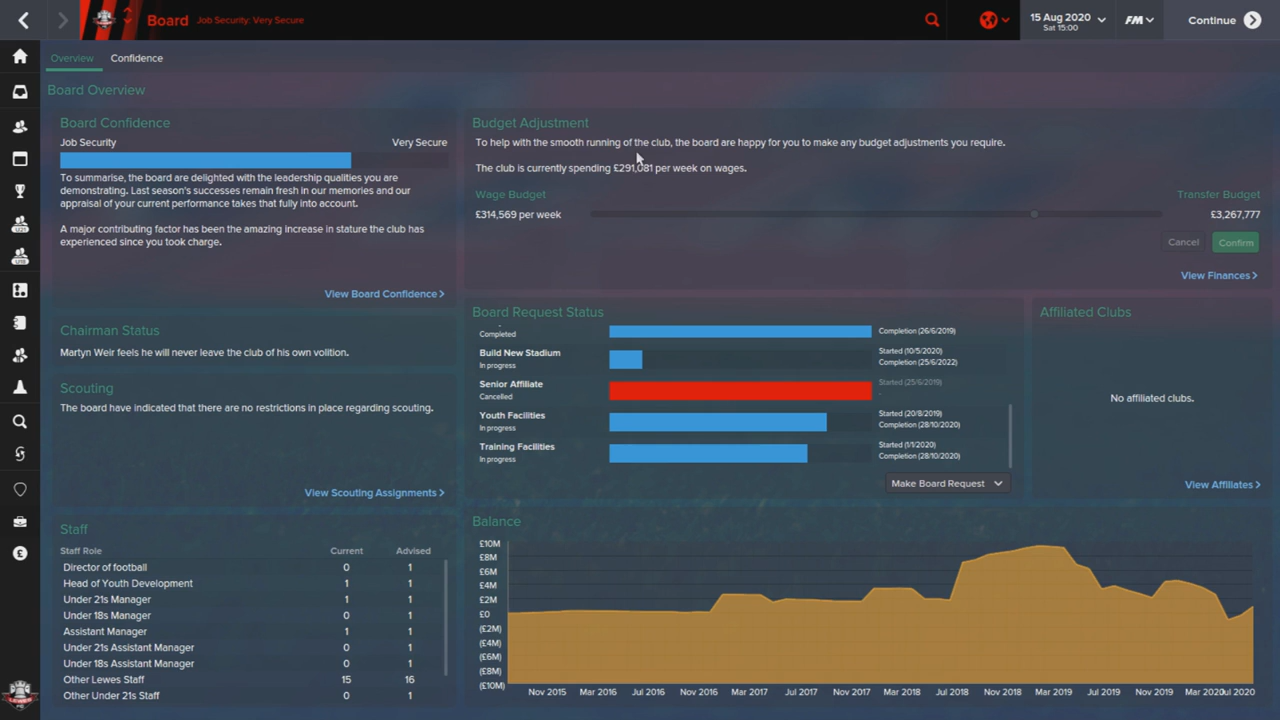 Board
Job Security: Very Secure
15 Aug 2020
Sat 15:00
FM
Continue
Overview
Confidence
Board Overview
Board Confidence
Job Security
Very Secure
To summarise, the board are delighted with the leadership qualities you are
demonstrating. Last season's successes remain fresh in our memories and our
appraisal of your current performance takes that fully into account.
A major contributing factor has been the amazing increase in stature the club has
experienced since you took charge.
View Board Confidence >
Budget Adjustment
To help with the smooth running of the club, the board are happy for you to make any budget adjustments you require.
The club is currently spending £291,081 per week on wages.
Wage Budget
Transfer Budget
£314,569 per week
£3,267,777
Cancel
Confirm
View Finances >
Chairman Status
Martyn Weir feels he will never leave the club of his own volition.
Scouting
The board have indicated that there are no restrictions in place regarding scouting.
View Scouting Assignments >
Board Request Status
Completed
Completion (26/6/2019)
Build New Stadium
In progress
Started (10/5/2020)
Completion (25/6/2022)
Senior Affiliate
Cancelled
Started (25/6/2019)
-
Youth Facilities
In progress
Started (20/8/2019)
Completion (28/10/2020)
Training Facilities
In progress
Started (1/1/2020)
Completion (28/10/2020)
Make Board Request
Affiliated Clubs
No affiliated clubs.
View Affiliates >
Staff
Staff Role Current Advised
Director of football 0 1
Head of Youth Development 1 1
Under 21s Manager 1 1
Under 18s Manager 0 1
Assistant Manager 1 1
Under 21s Assistant Manager 0 1
Under 18s Assistant Manager 0 1
Other Lewes Staff 15 16
Other Under 21s Staff 0 1
Balance
£10M
£8M
£6M
£4M
£2M
£0
(£2M)
(£4M)
(£6M)
(£8M)
(£10M)
Nov 2015 Mar 2016 Jul 2016 Nov 2016 Mar 2017 Jul 2017 Nov 2017 Mar 2018 Jul 2018 Nov 2018 Mar 2019 Jul 2019 Nov 2019 Mar 2020 Jul 2020